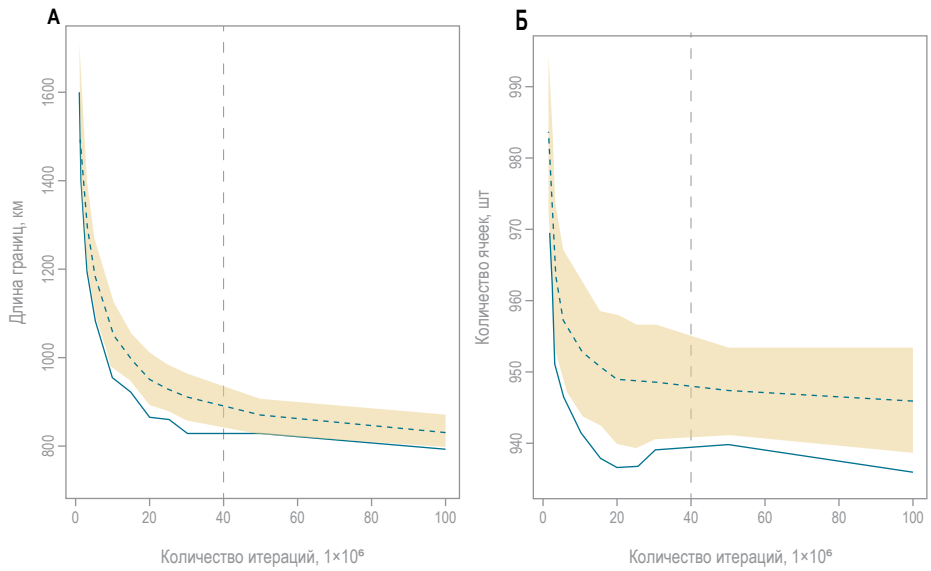 А
Длина границ, км
1600
1400
1200
1000
800
0 20 40 60 80 100
Количество итераций, 1×10⁶
Б
Количество ячеек, шт
990
980
970
960
950
940
0 20 40 60 80 100
Количество итераций, 1×10⁶